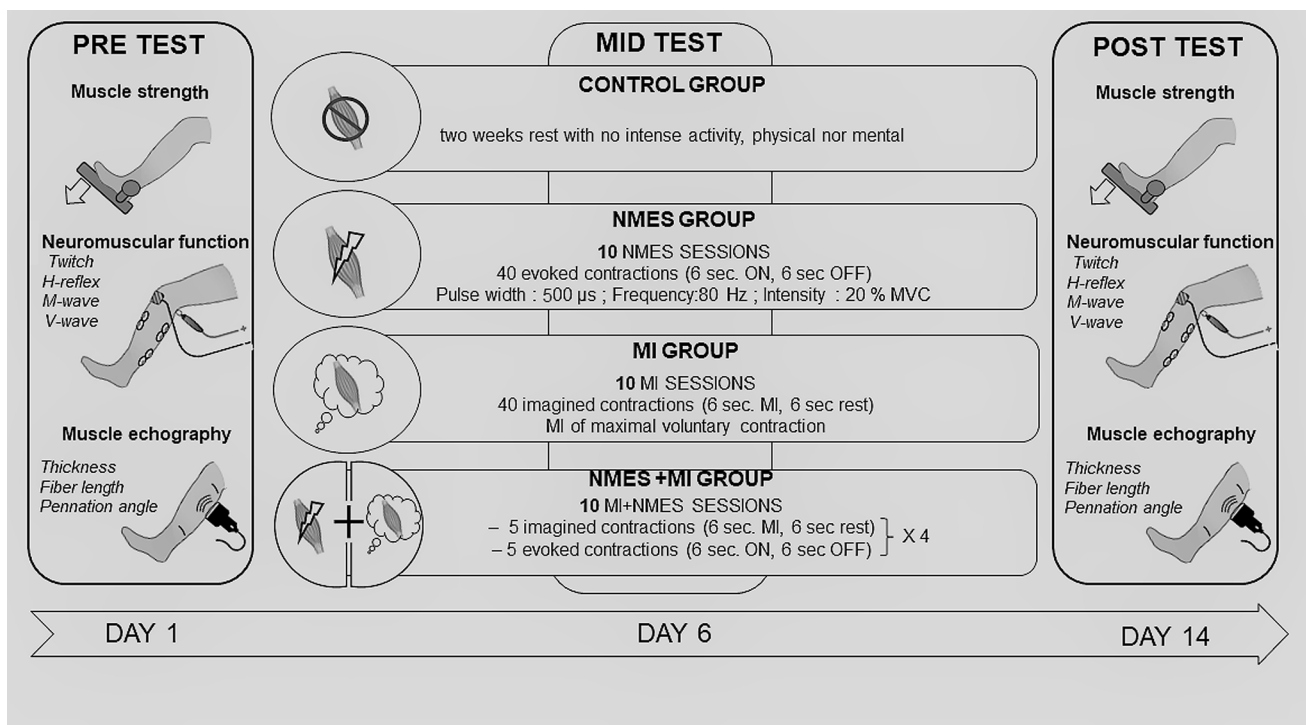 PRE TEST
Muscle strength
Neuromuscular function
Twitch
H-reflex
M-wave
V-wave
+
-
Muscle echography
Thickness
Fiber length
Pennation angle
MID TEST
CONTROL GROUP
two weeks rest with no intense activity, physical nor mental
NMES GROUP
10 NMES SESSIONS
40 evoked contractions (6 sec. ON, 6 sec OFF)
Pulse width : 500 µs ; Frequency:80 Hz ; Intensity : 20 % MVC
MI GROUP
10 MI SESSIONS
40 imagined contractions (6 sec. MI, 6 sec rest)
MI of maximal voluntary contraction
+
NMES +MI GROUP
10 MI+NMES SESSIONS
– 5 imagined contractions (6 sec. MI, 6 sec rest)
– 5 evoked contractions (6 sec. ON, 6 sec OFF)
X 4
POST TEST
Muscle strength
Neuromuscular function
Twitch
H-reflex
M-wave
V-wave
+
-
Muscle echography
Thickness
Fiber length
Pennation angle
DAY 1
DAY 6
DAY 14